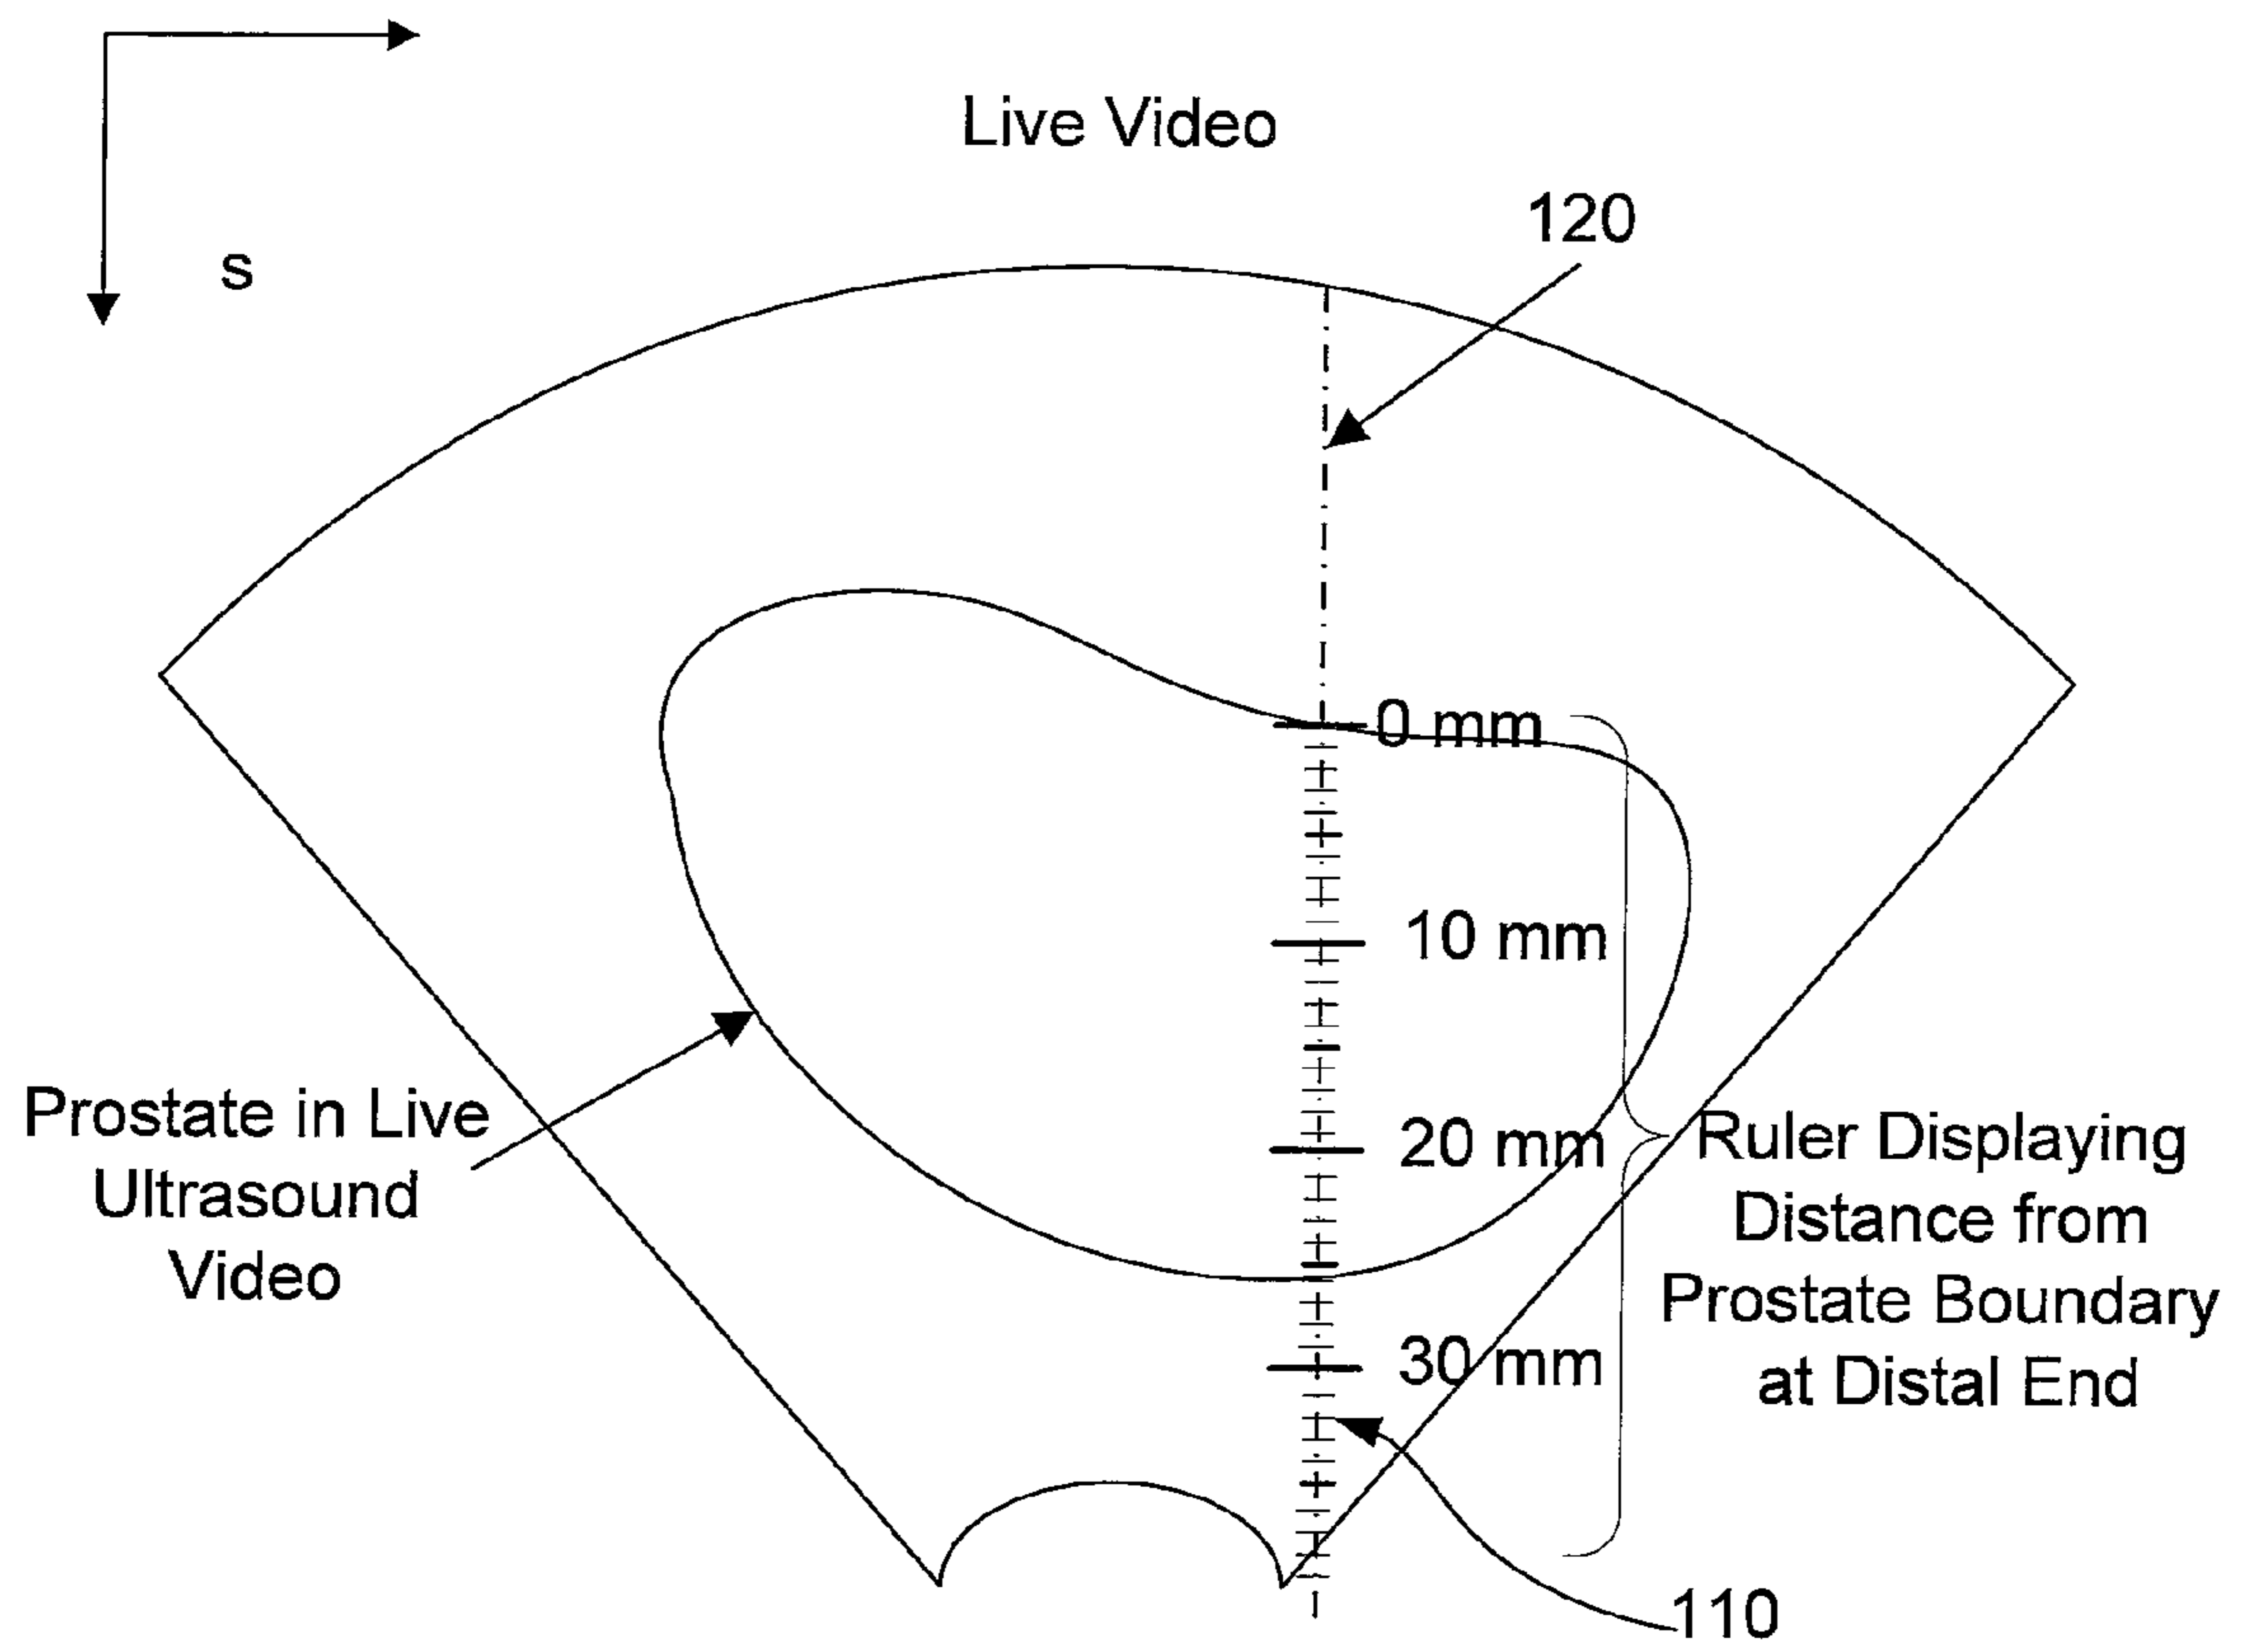 Live Video
120
s
0 mm
10 mm
20 mm
30 mm
Prostate in Live
Ultrasound
Video
Ruler Displaying
Distance from
Prostate Boundary
at Distal End
110